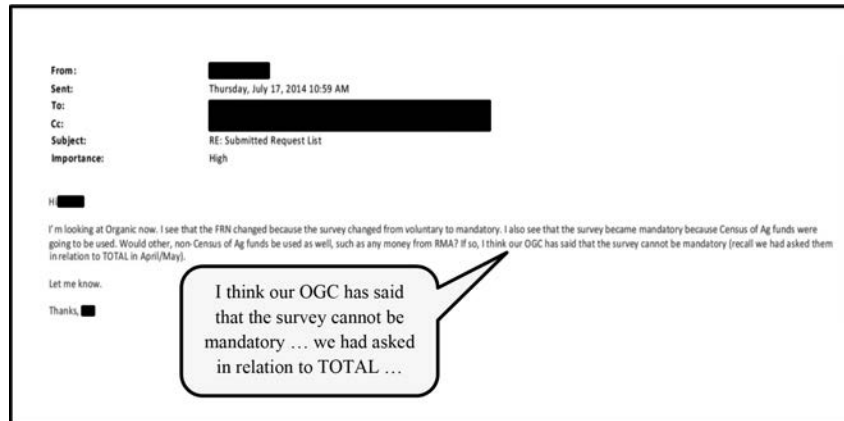 From:
Sent: Thursday, July 17, 2014 10:59 AM
To:
Cc:
Subject: RE: Submitted Request List
Importance: High
Hi
I'm looking at Organic now. I see that the FRN changed because the survey changed from voluntary to mandatory. I also see that the survey became mandatory because Census of Ag funds were
going to be used. Would other, non-Census of Ag funds be used as well, such as any money from RMA? If so, I think our OGC has said that the survey cannot be mandatory (recall we had asked them
in relation to TOTAL in April/May).
Let me know.
Thanks,
I think our OGC has said
that the survey cannot be
mandatory … we had asked
in relation to TOTAL …